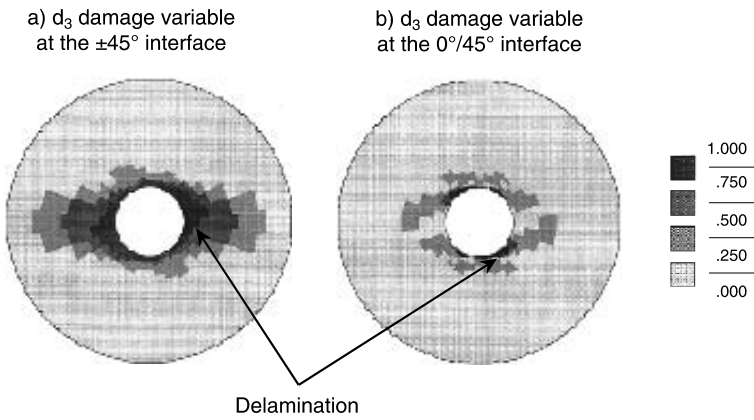 a) d₃ damage variable
at the ±45° interface
b) d₃ damage variable
at the 0°/45° interface
1.000
.750
.500
.250
.000
Delamination